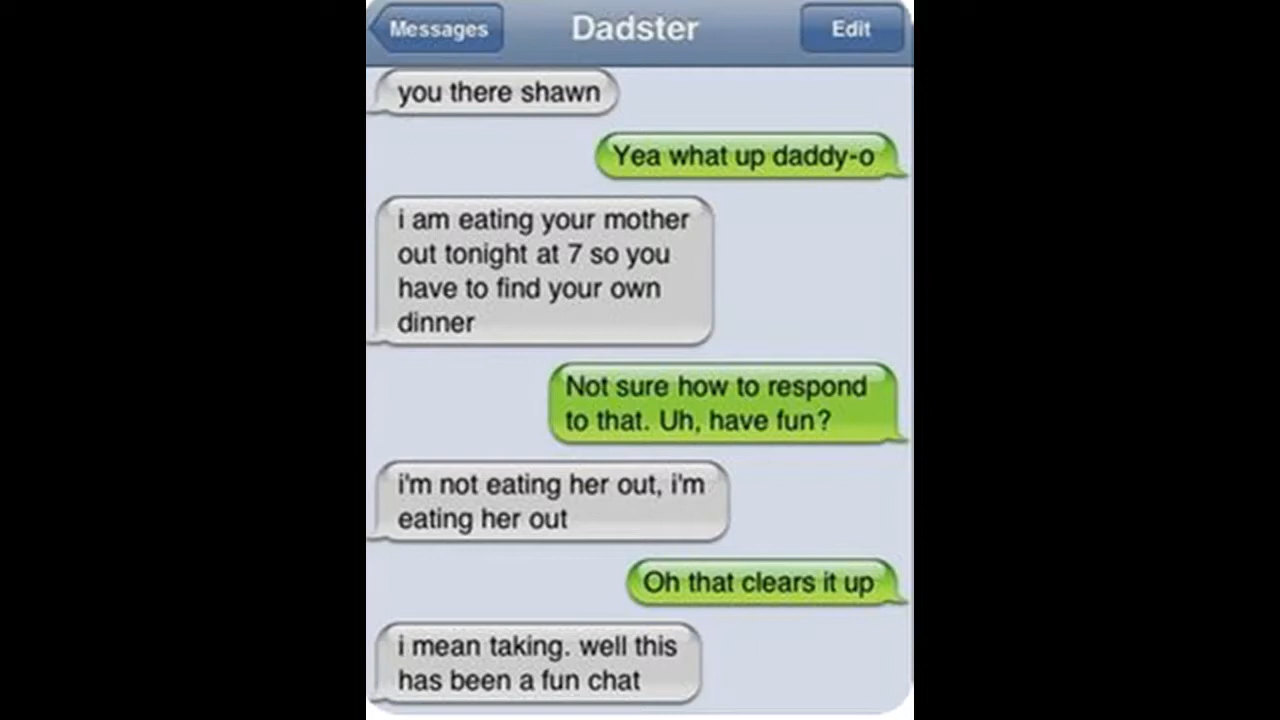 Messages
Dadster
Edit
you there shawn
Yea what up daddy-o
i am eating your mother
out tonight at 7 so you
have to find your own
dinner
Not sure how to respond
to that. Uh, have fun?
i'm not eating her out, i'm
eating her out
Oh that clears it up
i mean taking. well this
has been a fun chat